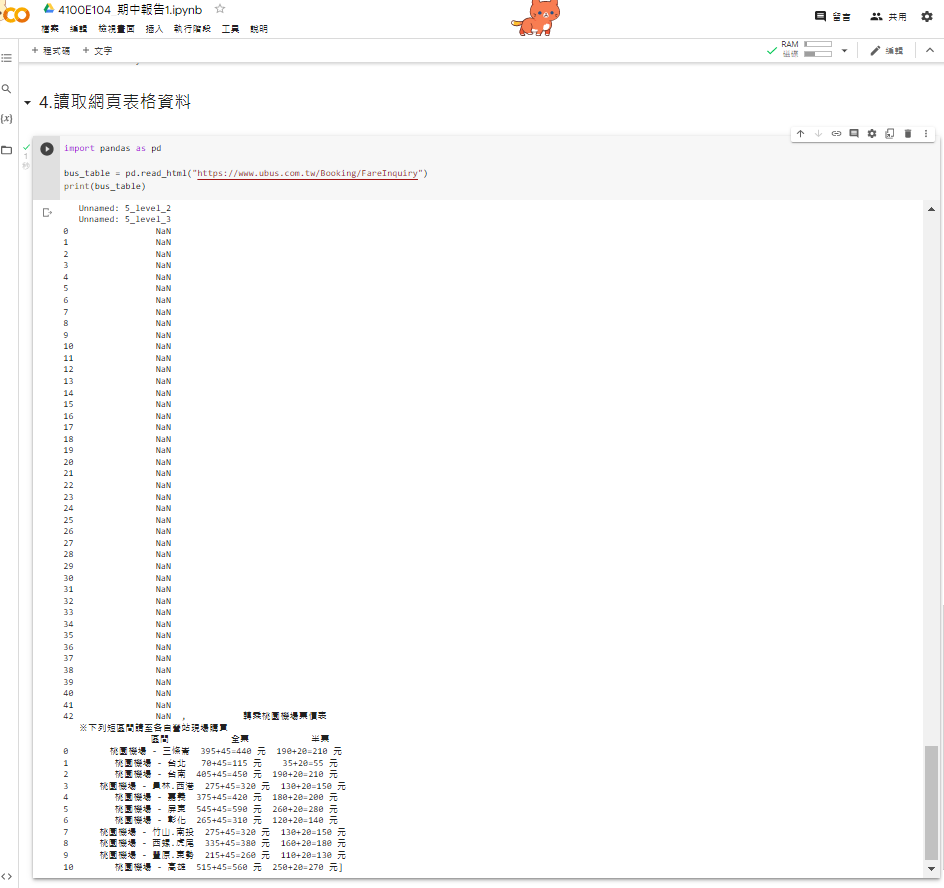 CO 4100E104 期中報告1.ipynb
檔案 編輯 檢視畫面 插入 執行階段 工具 說明
留言 共用
+ 程式碼 + 文字
RAM
磁碟
編輯
4.讀取網頁表格資料
{x}
1
import pandas as pd
bus_table = pd.read_html("https://www.ubus.com.tw/Booking/FareInquiry")
print(bus_table)
Unnamed: 5_level_2
Unnamed: 5_level_3
0 NaN
1 NaN
2 NaN
3 NaN
4 NaN
5 NaN
6 NaN
7 NaN
8 NaN
9 NaN
10 NaN
11 NaN
12 NaN
13 NaN
14 NaN
15 NaN
16 NaN
17 NaN
18 NaN
19 NaN
20 NaN
21 NaN
22 NaN
23 NaN
24 NaN
25 NaN
26 NaN
27 NaN
28 NaN
29 NaN
30 NaN
31 NaN
32 NaN
33 NaN
34 NaN
35 NaN
36 NaN
37 NaN
38 NaN
39 NaN
40 NaN
41 NaN
42 NaN , 轉乘桃園機場票價表
※下列短區間請至各自營站現場購買
區間 全票 半票
0 桃園機場 - 三條崙 395+45=440 元 190+20=210 元
1 桃園機場 - 台北 70+45=115 元 35+20=55 元
2 桃園機場 - 台南 405+45=450 元 190+20=210 元
3 桃園機場 - 員林.西港 275+45=320 元 130+20=150 元
4 桃園機場 - 嘉義 375+45=420 元 180+20=200 元
5 桃園機場 - 屏東 545+45=590 元 260+20=280 元
6 桃園機場 - 彰化 265+45=310 元 120+20=140 元
7 桃園機場 - 竹山.南投 275+45=320 元 130+20=150 元
8 桃園機場 - 西螺.虎尾 335+45=380 元 160+20=180 元
9 桃園機場 - 豐原.東勢 215+45=260 元 110+20=130 元
10 桃園機場 - 高雄 515+45=560 元 250+20=270 元]